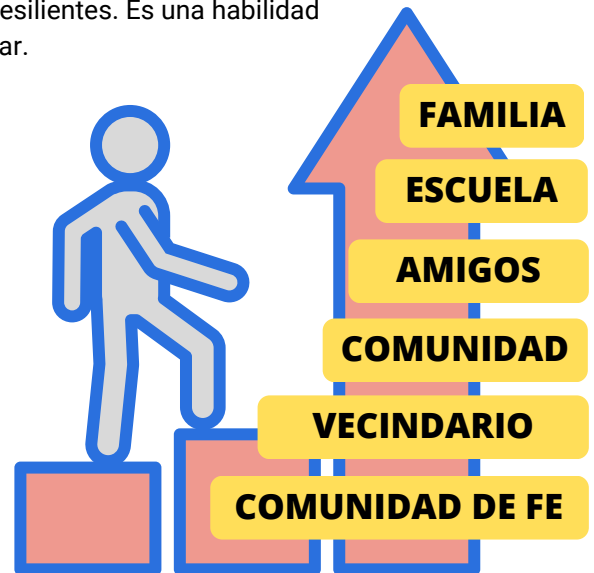 esilientes. Es una habilidad
ar.
FAMILIA
ESCUELA
AMIGOS
COMUNIDAD
VECINDARIO
COMUNIDAD DE FE